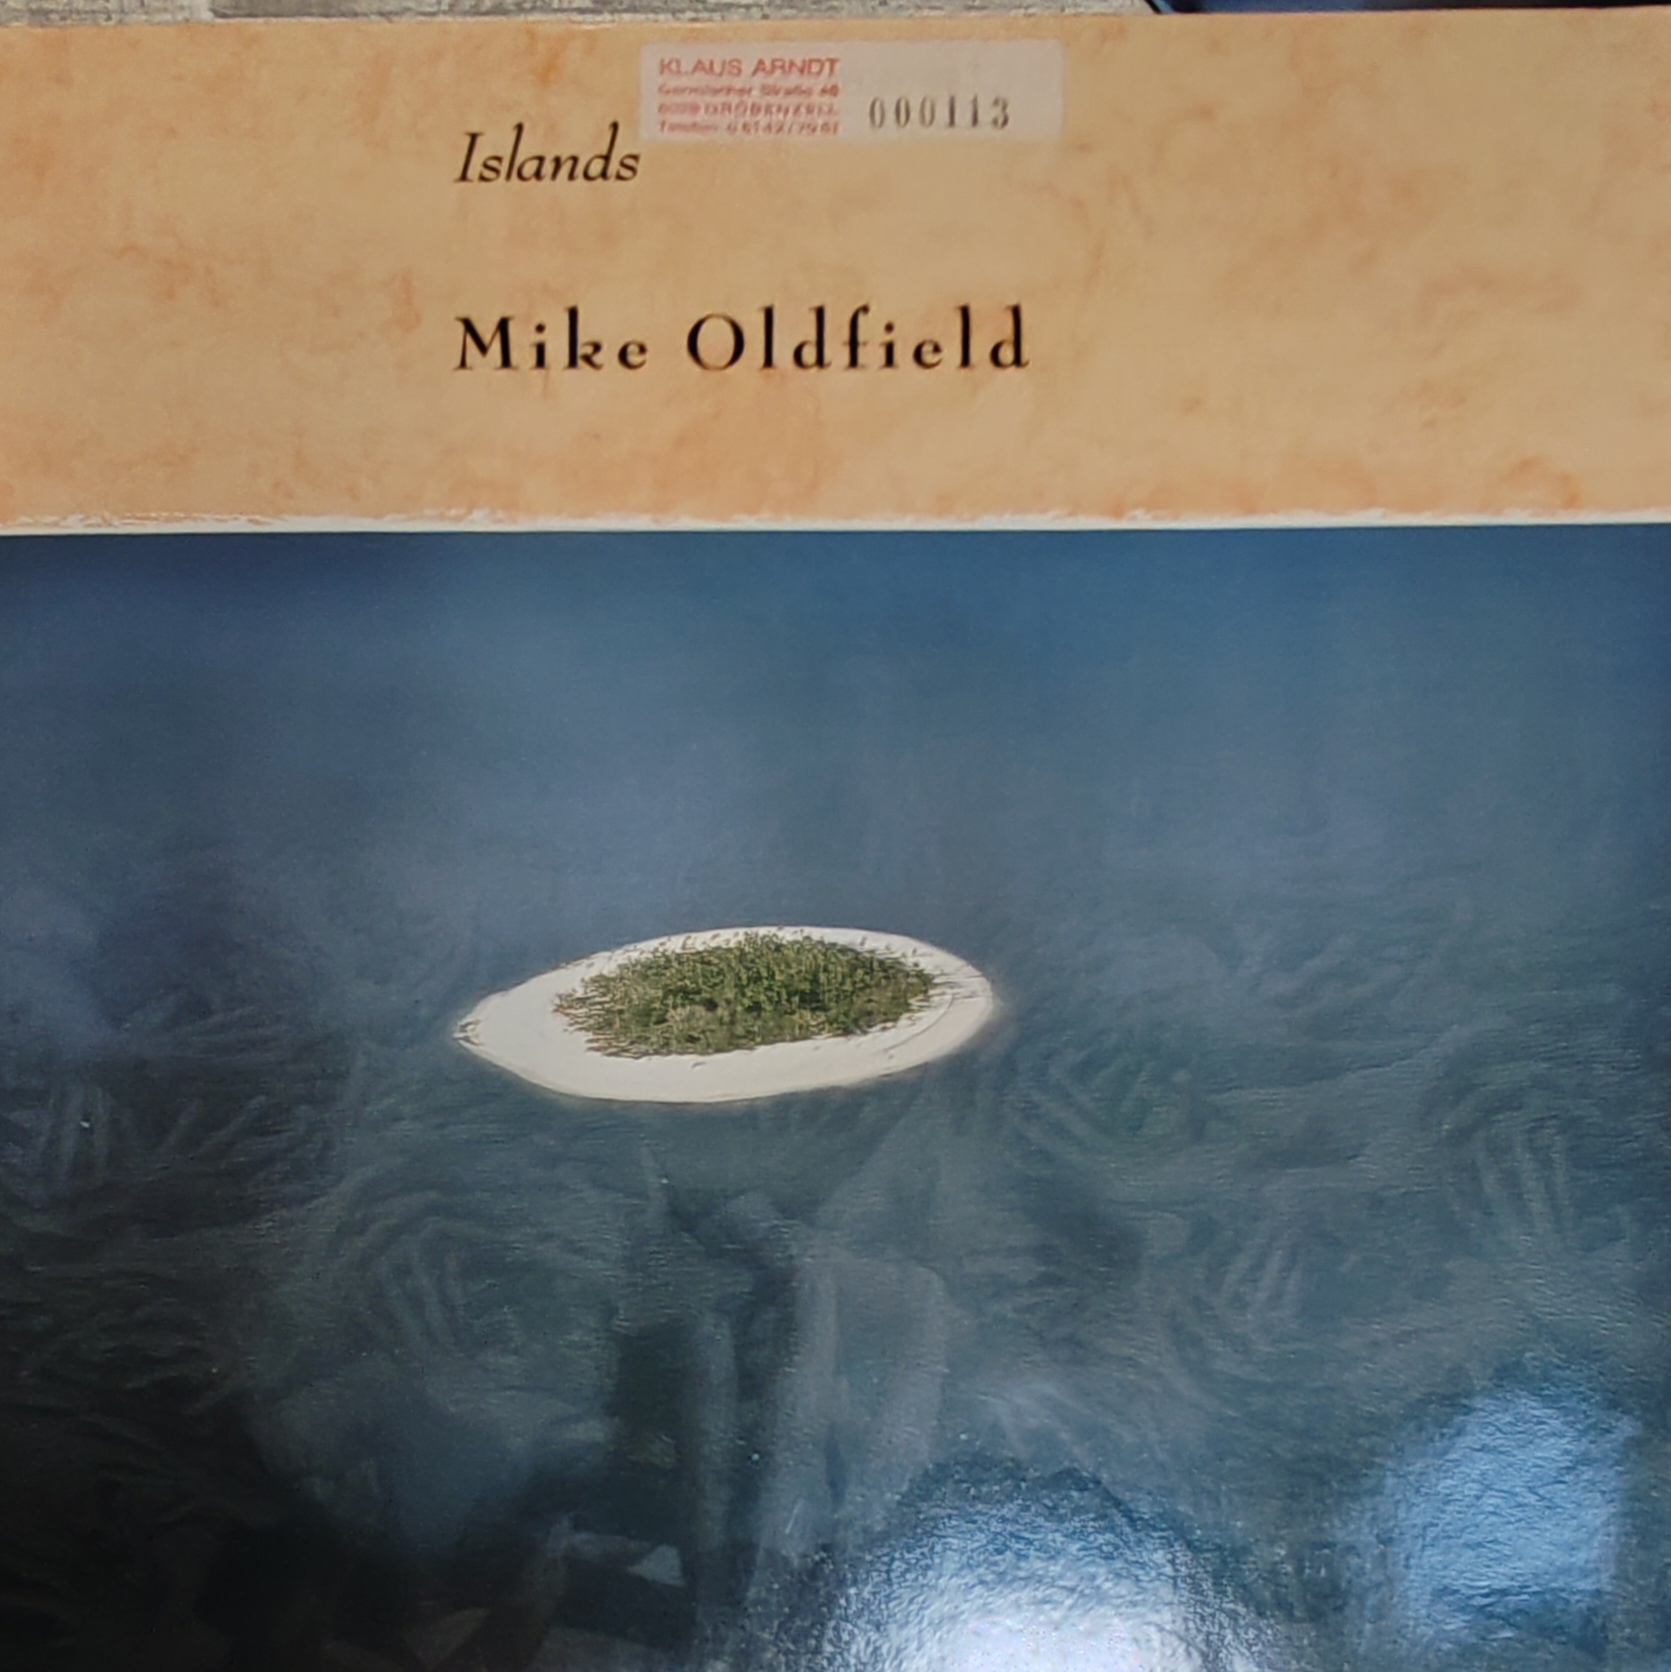 KLAUS ARNDT
000113
Islands
Mike Oldfield